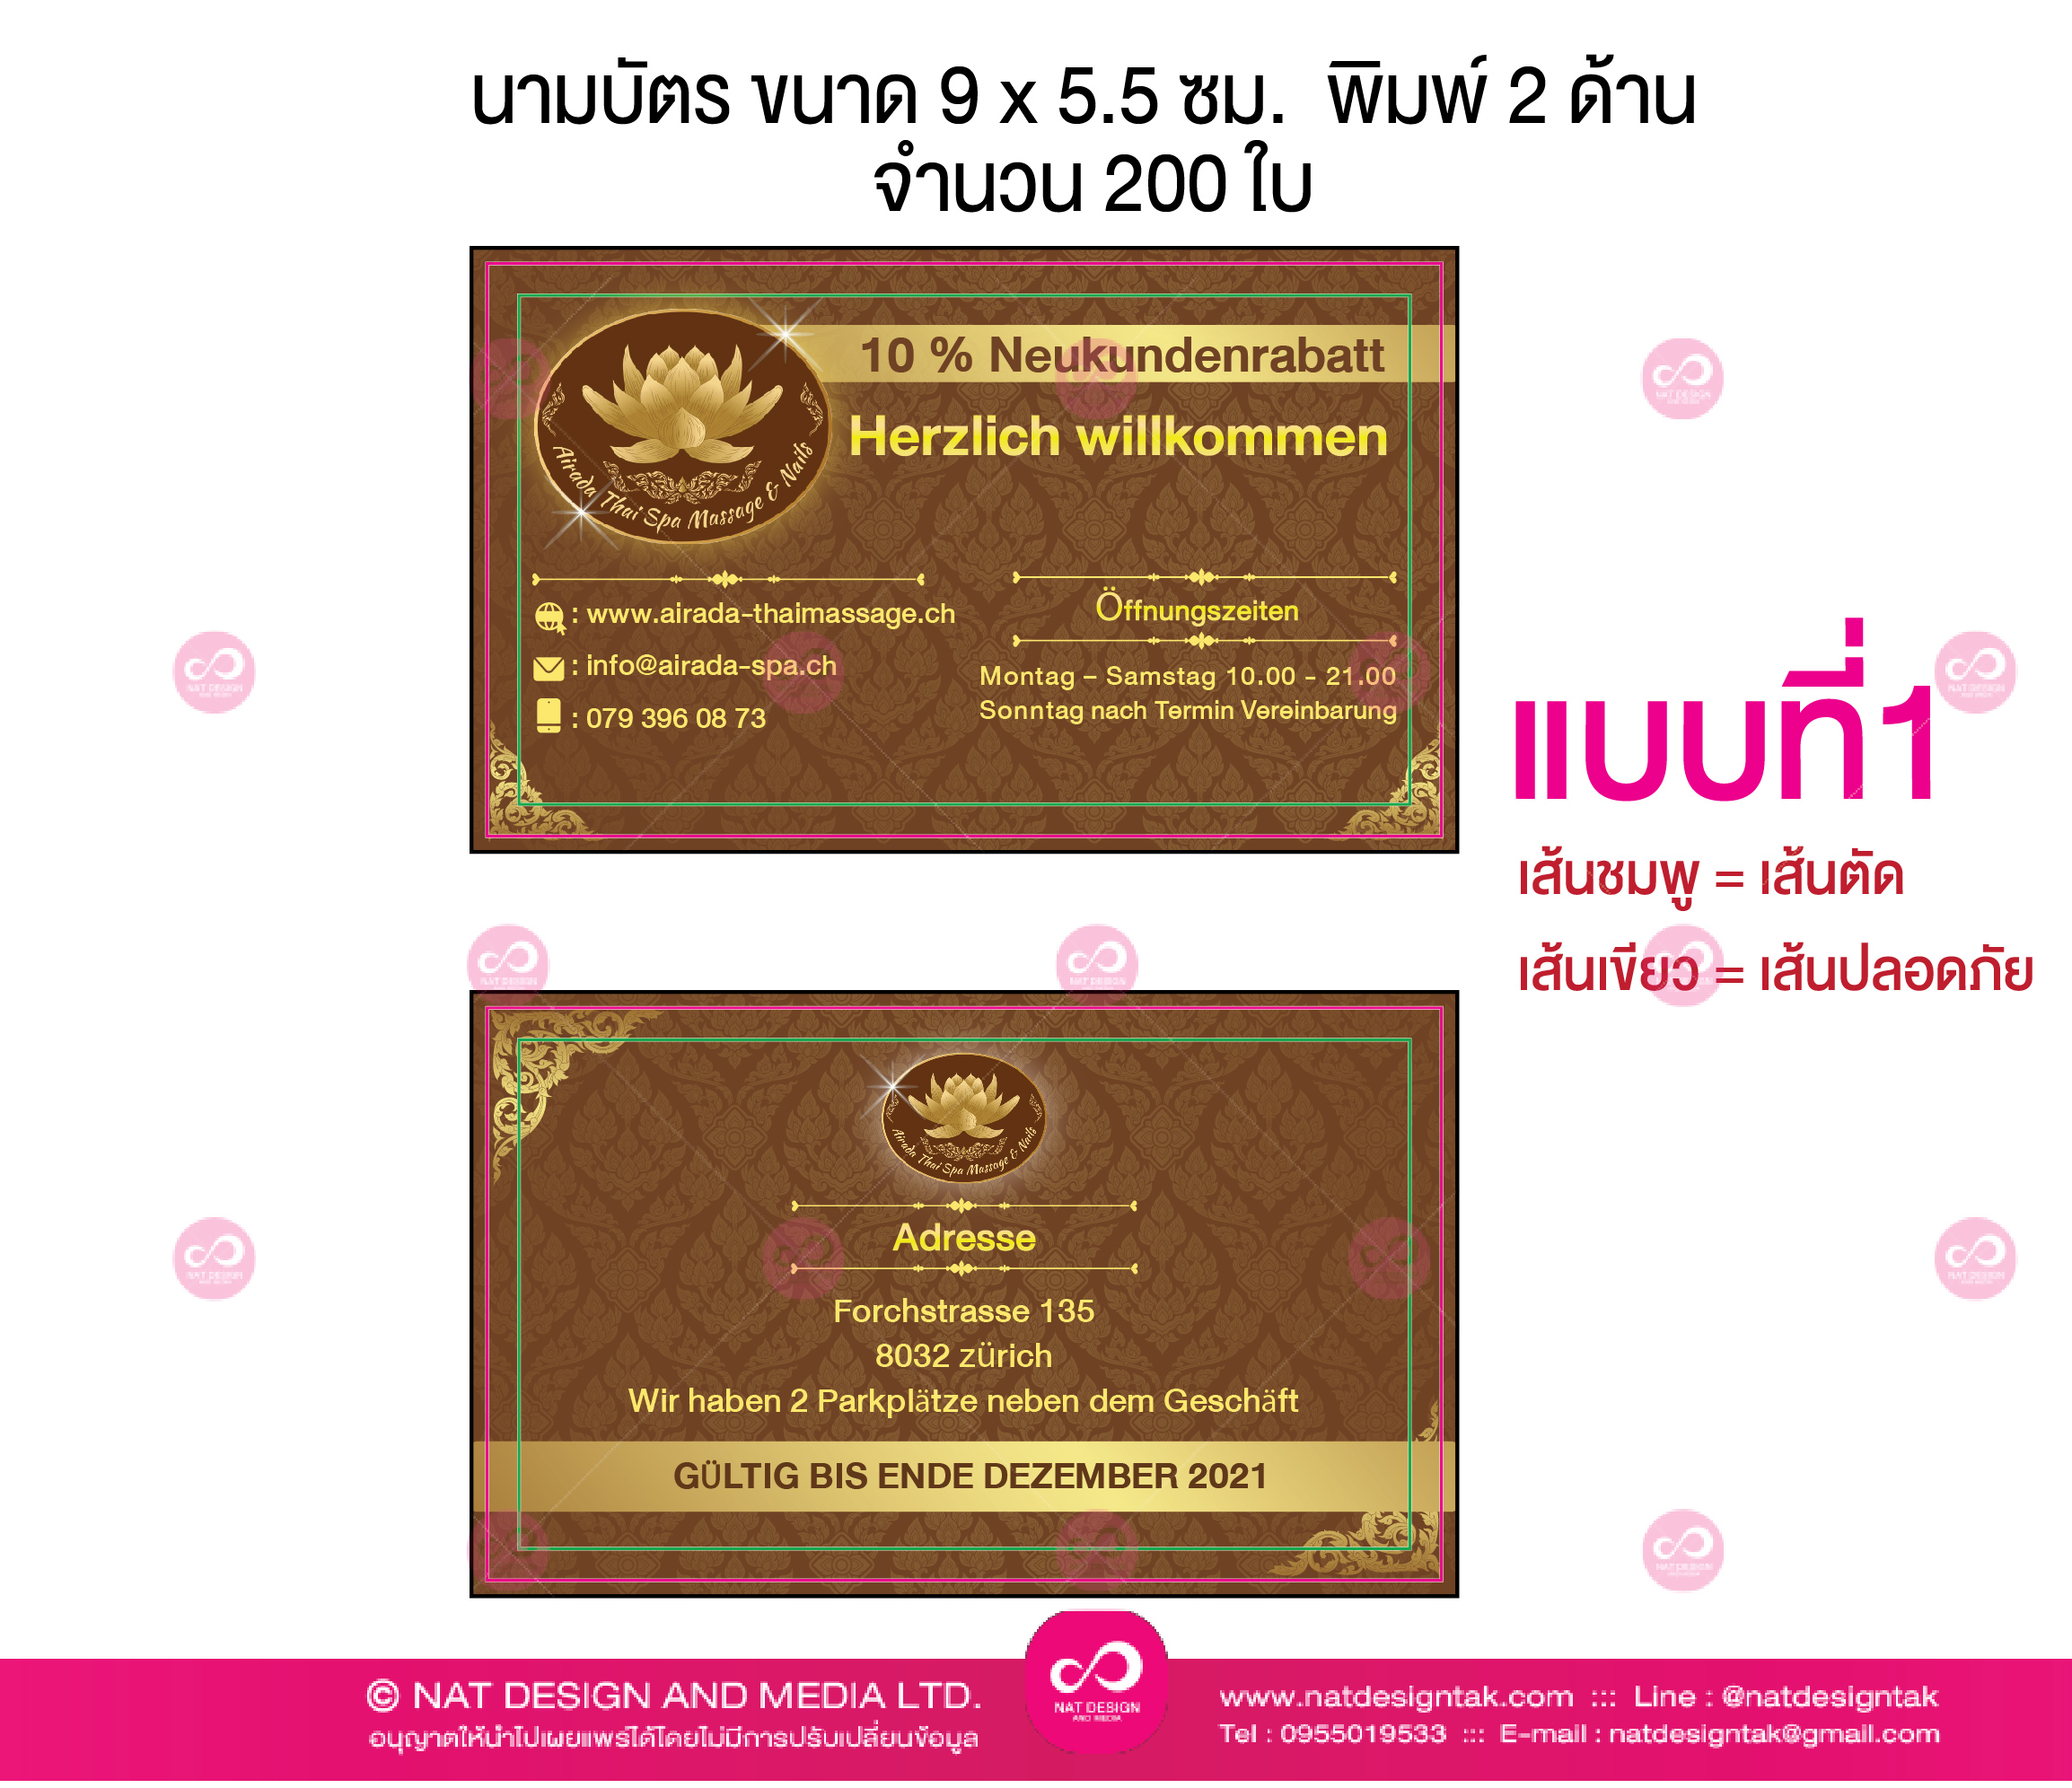 นามบัตร ขนาด 9 x 5.5 ซม. พิมพ์ 2 ด้าน
จำนวน 200 ใบ
10 % Neukundenrabatt
Herzlich willkommen
Airada Thai Spa Massage & Nails
: www.airada-thaimassage.ch
: info@airada-spa.ch
: 079 396 08 73
Öffnungszeiten
Montag – Samstag 10.00 - 21.00
Sonntag nach Termin Vereinbarung
แบบที่1
เส้นชมพู = เส้นตัด
เส้นเขียว = เส้นปลอดภัย
Airada Thai Spa Massage & Nails
Adresse
Forchstrasse 135
8032 zürich
Wir haben 2 Parkplätze neben dem Geschäft
GÜLTIG BIS ENDE DEZEMBER 2021
© NAT DESIGN AND MEDIA LTD.
อนุญาตให้นำไปเผยแพร่ได้โดยไม่มีการปรับเปลี่ยนข้อมูล
NAT DESIGN
AND MEDIA
www.natdesigntak.com ::: Line : @natdesigntak
Tel : 0955019533 ::: E-mail : natdesigntak@gmail.com